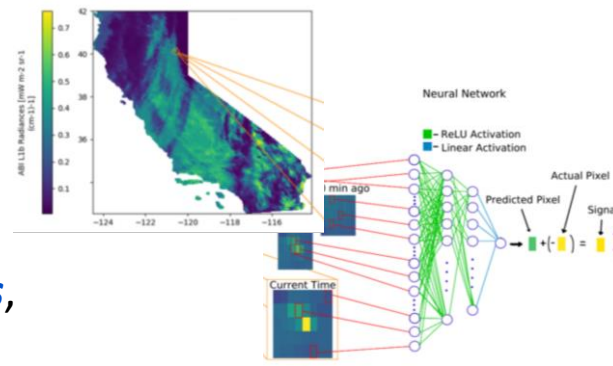 42
40
38
36
-124
-122
-120
-118
-116
0.7
0.6
0.5
0.4
0.3
0.2
0.1
ABI L1b Radiances [mW m-2 sr-1
(cm-1)-1]
Neural Network
- ReLU Activation
- Linear Activation
min ago
Current Time
Predicted Pixel
Actual Pixel
+(-
) =